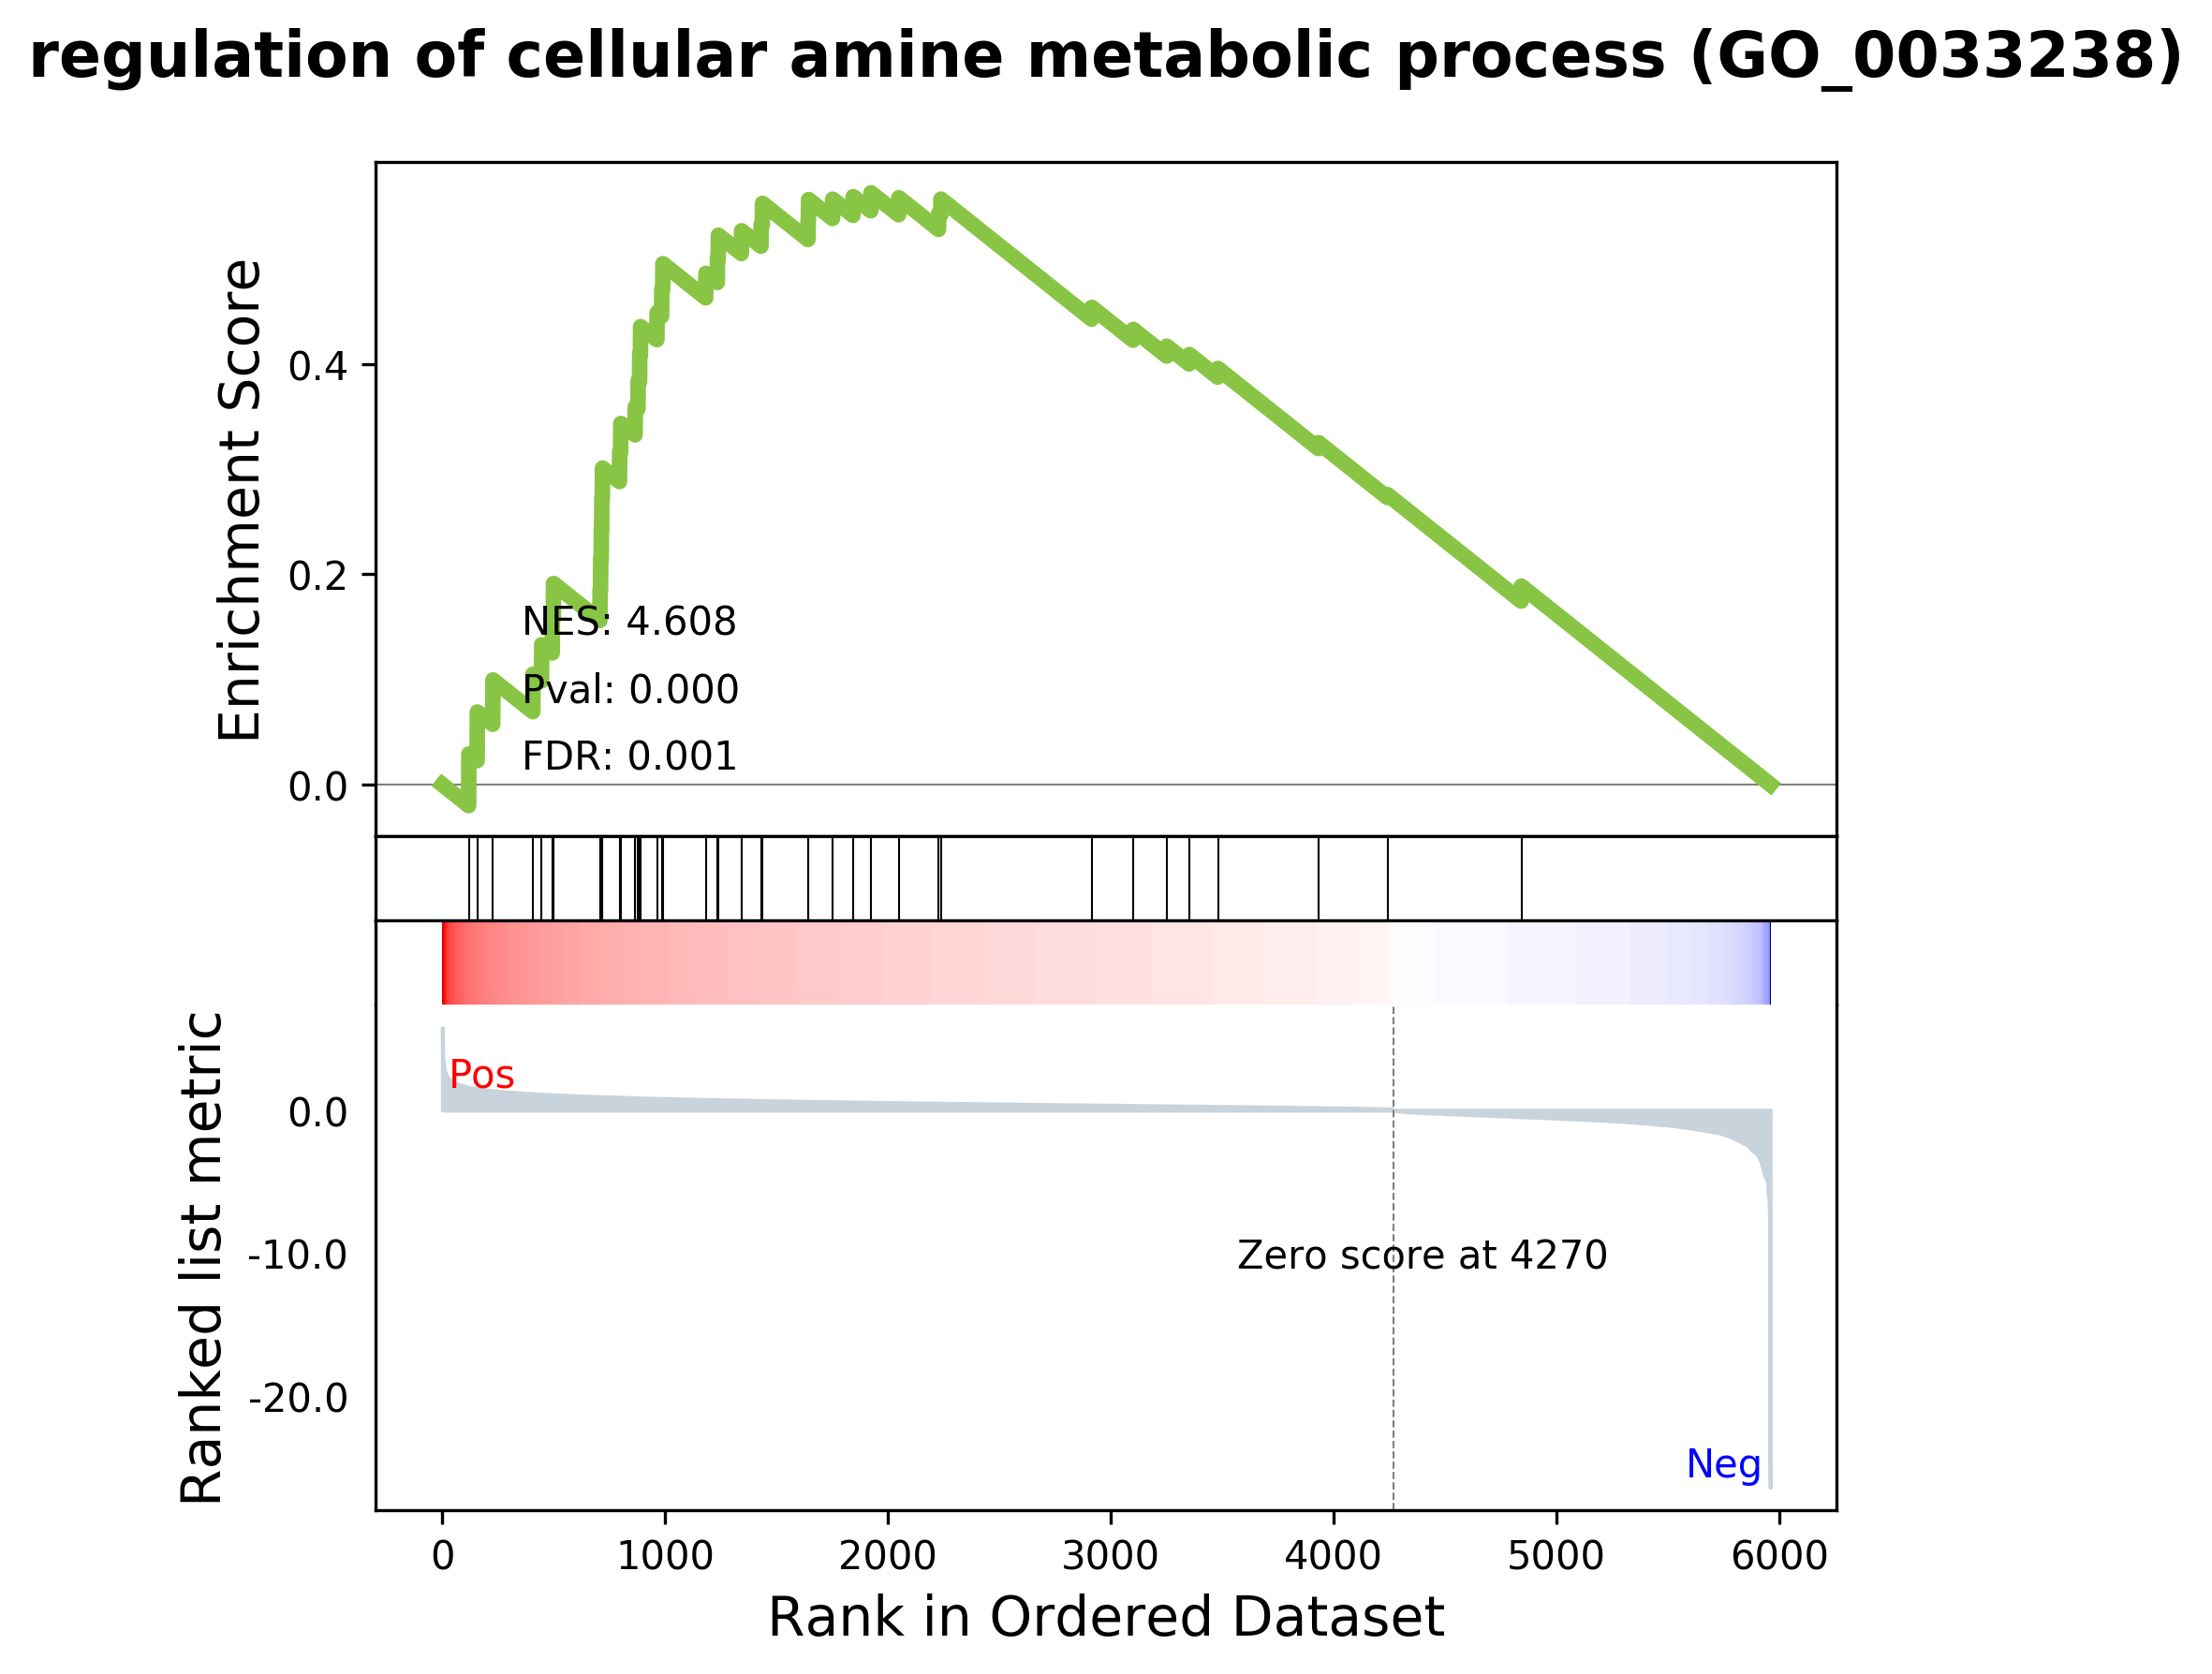 regulation of cellular amine metabolic process (GO_0033238)
Enrichment Score
0.4
0.2
0.0
NES: 4.608
Pval: 0.000
FDR: 0.001
Ranked list metric
Pos
0.0
-10.0
-20.0
Zero score at 4270
Neg
0 1000 2000 3000 4000 5000 6000
Rank in Ordered Dataset